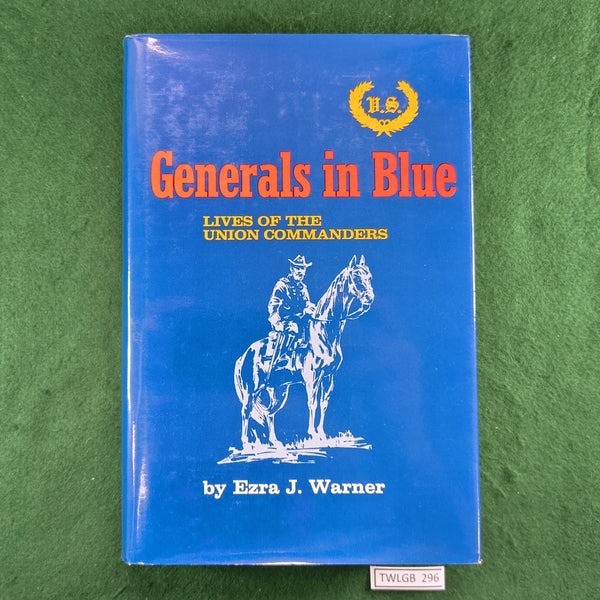 U.S.
Generals in Blue
LIVES OF THE
UNION COMMANDERS
by Ezra J. Warner
TWLGB 296